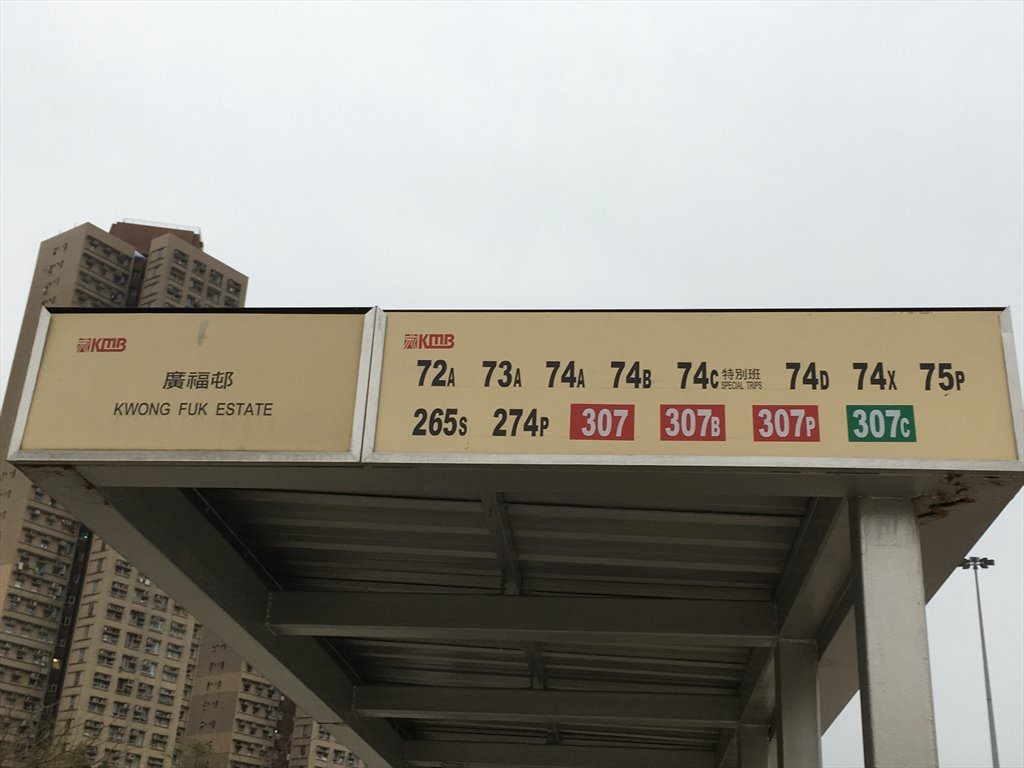 KMB
廣福邨
KWONG FUK ESTATE
KMB
72A 73A 74A 74B 74C 特別班 SPECIAL TRIPS 74D 74X 75P
265S 274P 307 307B 307P 307C